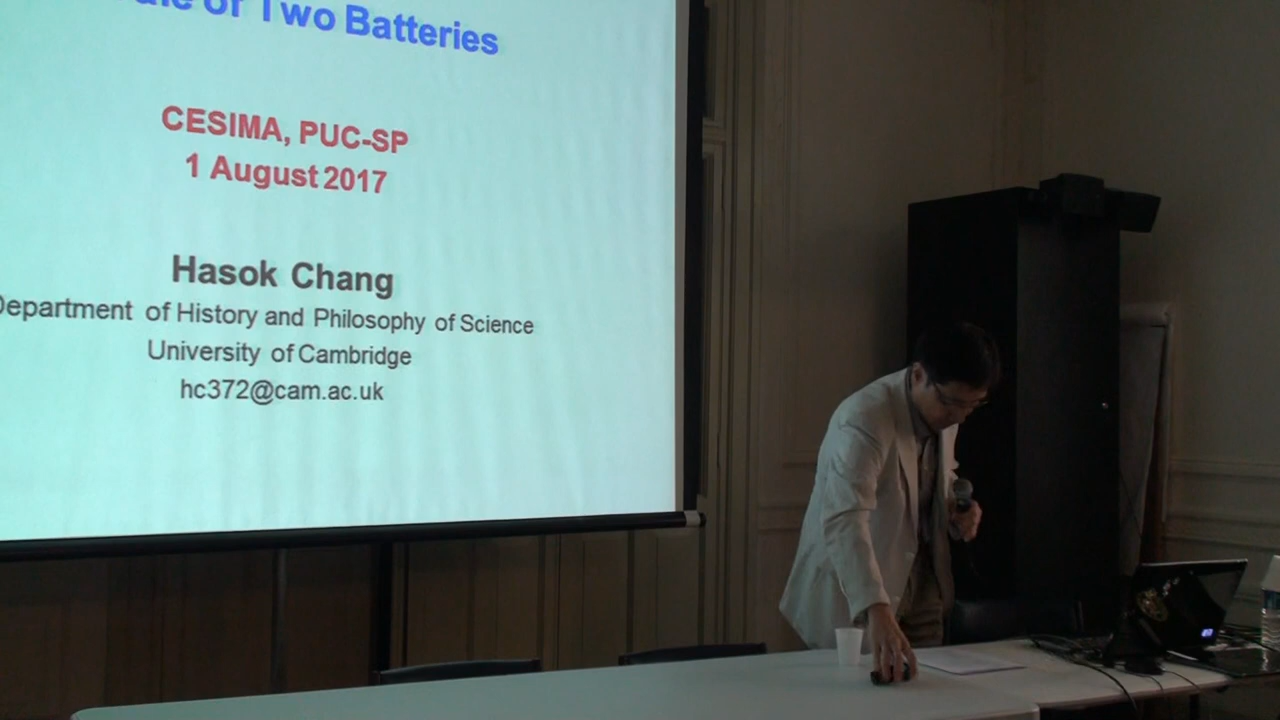 of Two Batteries
CESIMA, PUC-SP
1 August 2017
Hasok Chang
Department of History and Philosophy of Science
University of Cambridge
hc372@cam.ac.uk